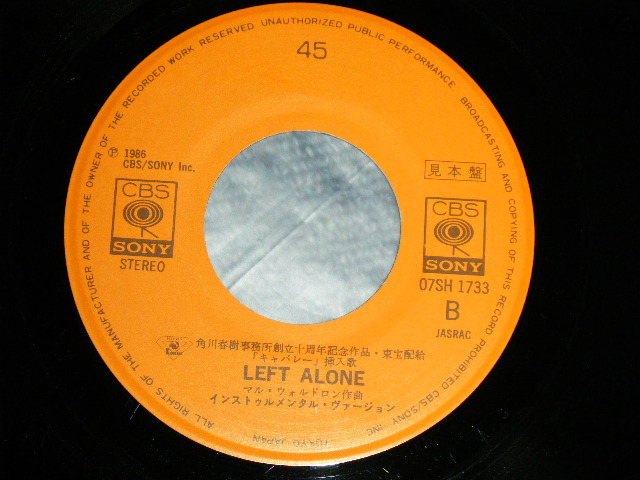 ALL RIGHTS OF THE MANUFACTURER AND OF THE OWNER OF THE RECORDED WORK RESERVED UNAUTHORIZED PUBLIC PERFORMANCE BROADCASTING AND COPYING OF THIS RECORD PROHIBITED CBS/SONY INC. TOKYO JAPAN
45
Ⓟ 1986
CBS/SONY Inc.
見本盤
CBS
SONY
STEREO
CBS
SONY
07SH 1733
B
JASRAC
角川春樹事務所創立十周年記念作品・東宝配給
「キャバレー」挿入歌
LEFT ALONE
マル・ウォルドロン作曲
インストゥルメンタル・ヴァージョン